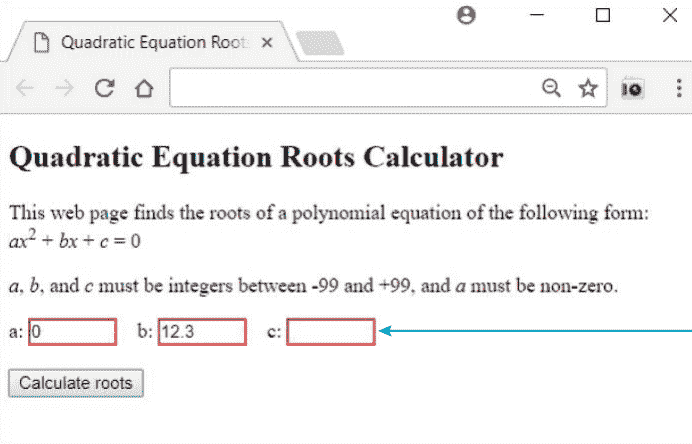 Quadratic Equation Root
Quadratic Equation Roots Calculator
This web page finds the roots of a polynomial equation of the following form:
ax² + bx + c = 0
a, b, and c must be integers between -99 and +99, and a must be non-zero.
a: 0 b: 12.3 c:
Calculate roots